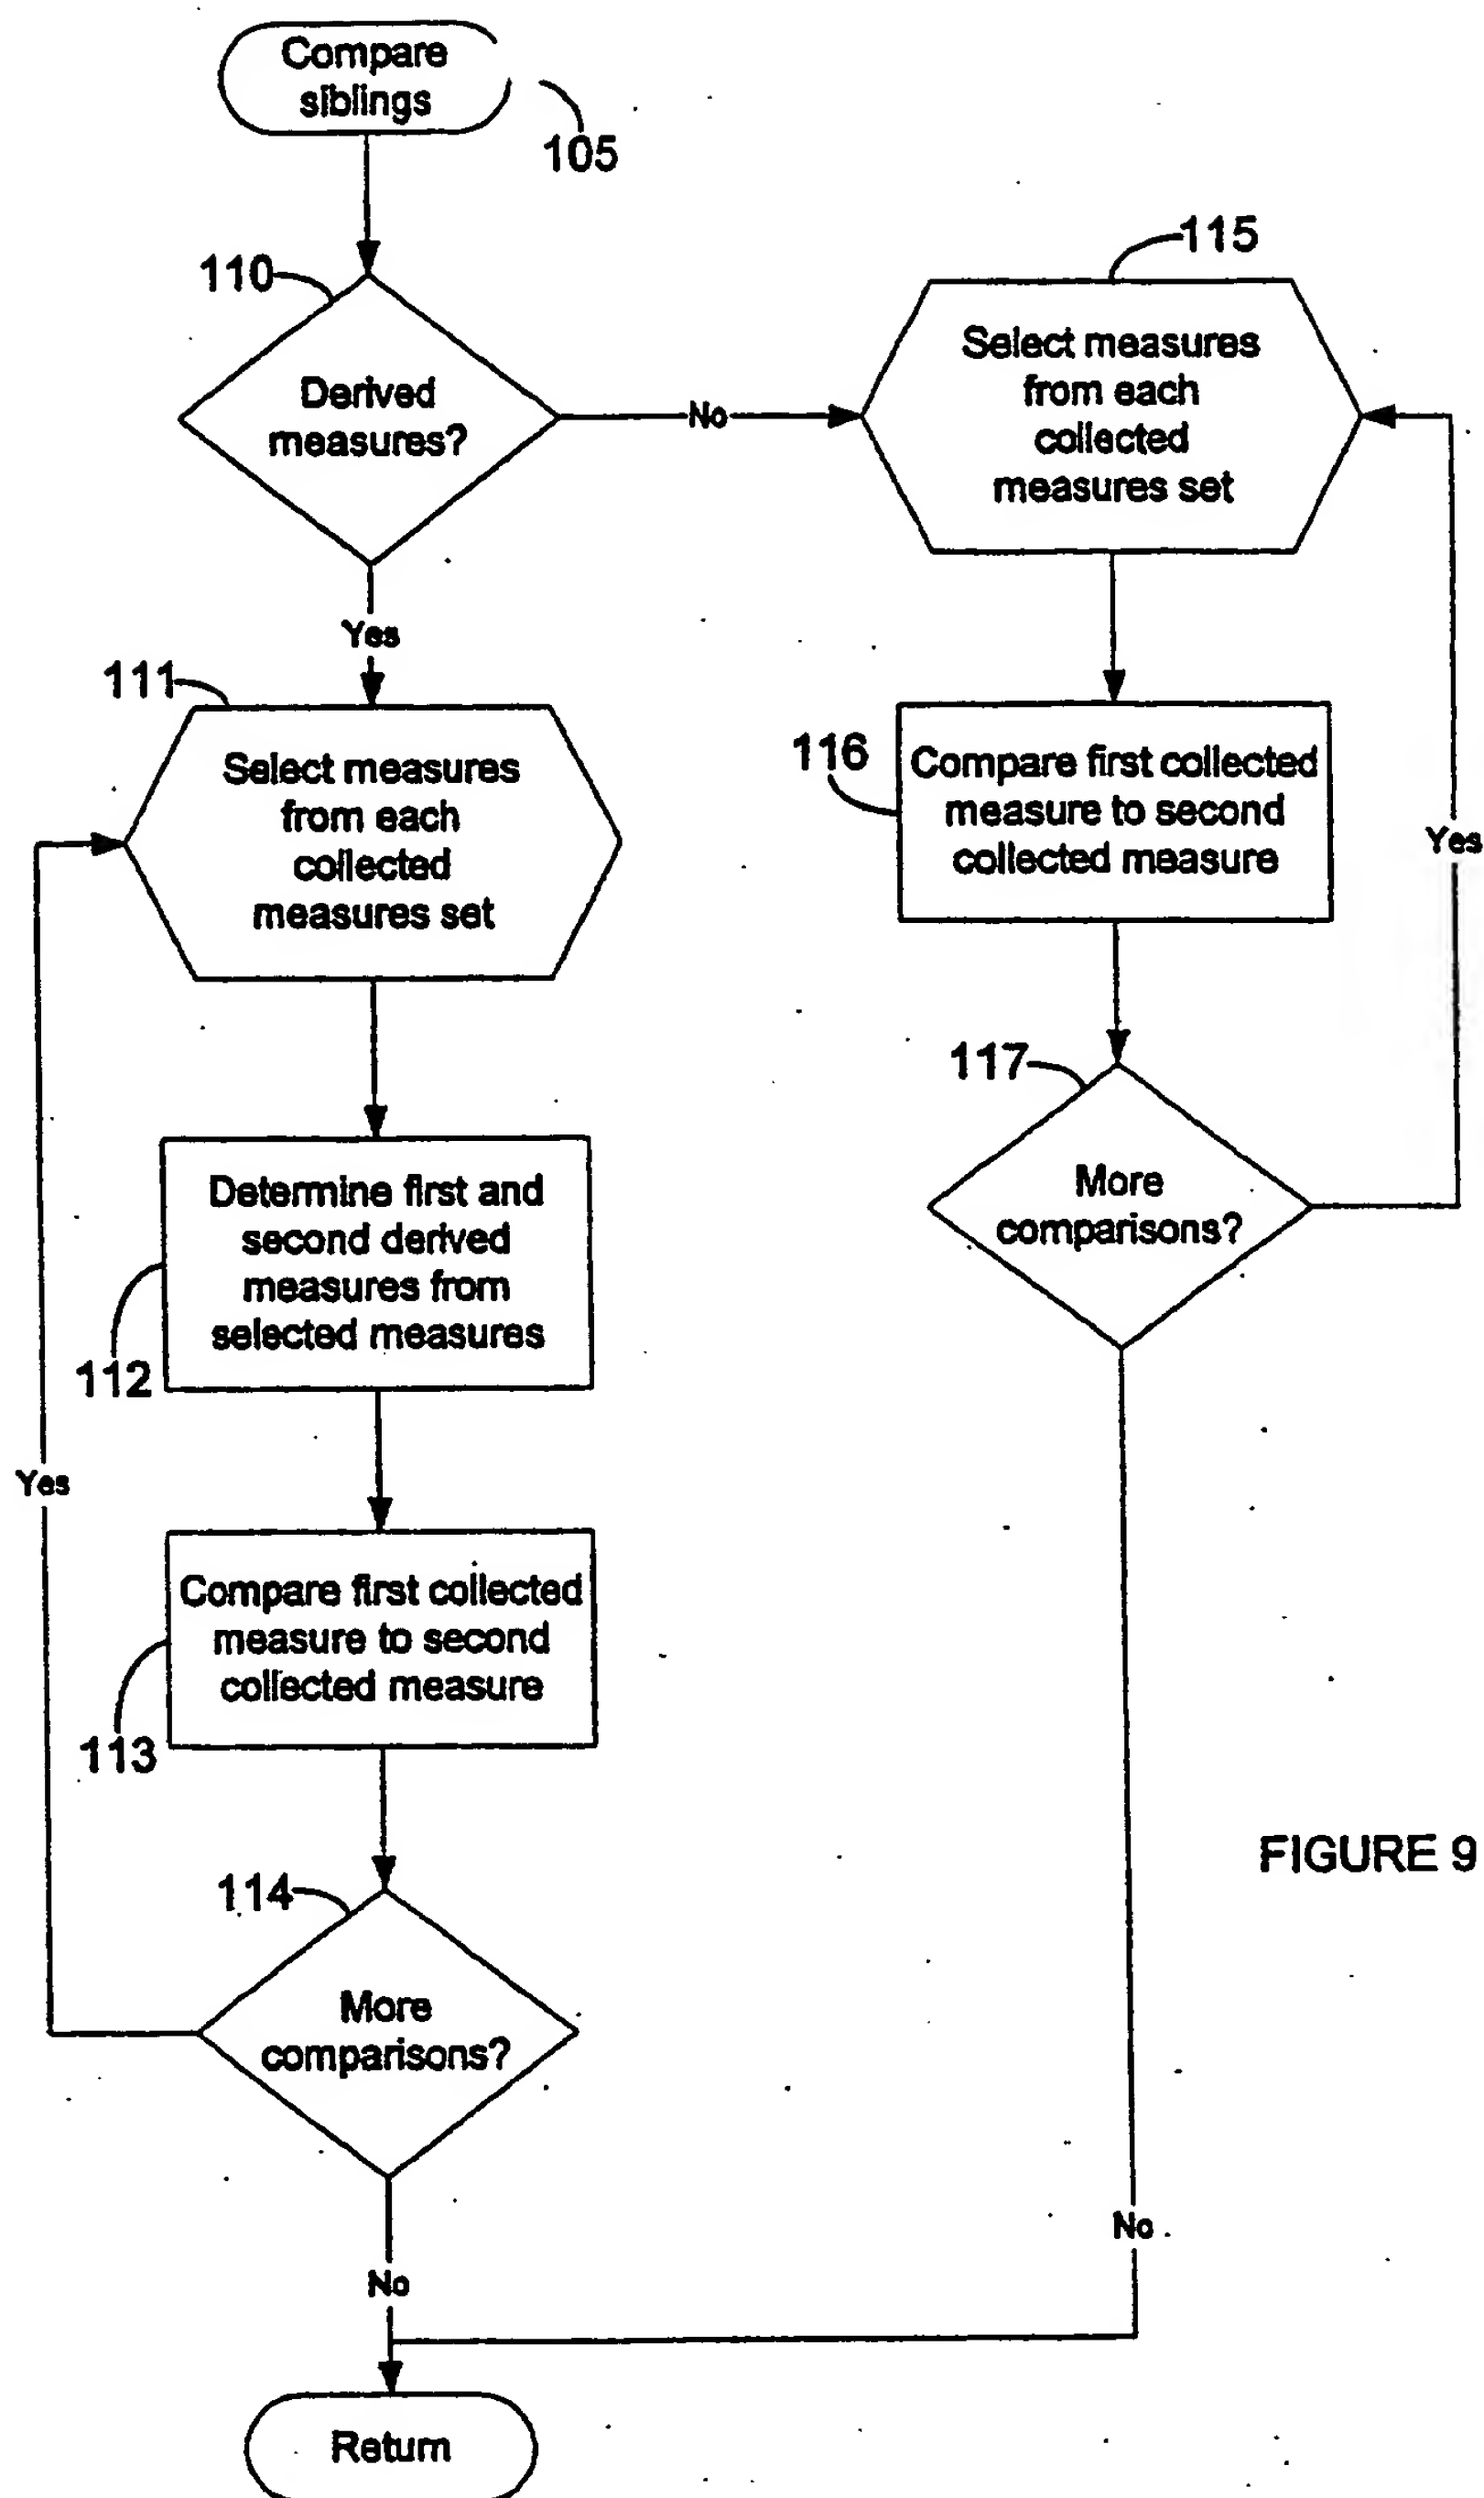 Compare
siblings
105
110
Derived
measures?
No
Yes
115
Select measures
from each
collected
measures set
111
Select measures
from each
collected
measures set
116
Compare first collected
measure to second
collected measure
Yes
117
More
comparisons?
Determine first and
second derived
measures from
selected measures
112
Yes
Compare first collected
measure to second
collected measure
113
FIGURE 9
114
More
comparisons?
No
No
Return